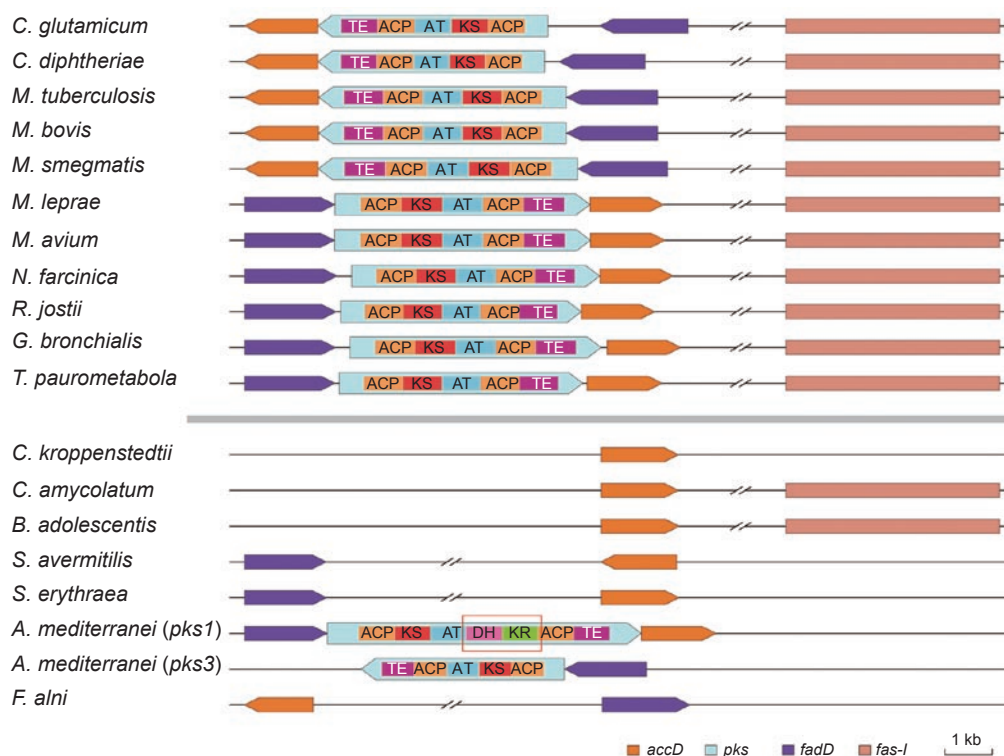 C. glutamicum TE ACP AT KS ACP
C. diphtheriae TE ACP AT KS ACP
M. tuberculosis TE ACP AT KS ACP
M. bovis TE ACP AT KS ACP
M. smegmatis TE ACP AT KS ACP
M. leprae ACP KS AT ACP TE
M. avium ACP KS AT ACP TE
N. farcinica ACP KS AT ACP TE
R. jostii ACP KS AT ACP TE
G. bronchialis ACP KS AT ACP TE
T. paurometabola ACP KS AT ACP TE
C. kroppenstedtii
C. amycolatum
B. adolescentis
S. avermitilis
S. erythraea
A. mediterranei (pks1) ACP KS AT DH KR ACP TE
A. mediterranei (pks3) TE ACP AT KS ACP
F. alni
accD pks fadD fas-I 1 kb